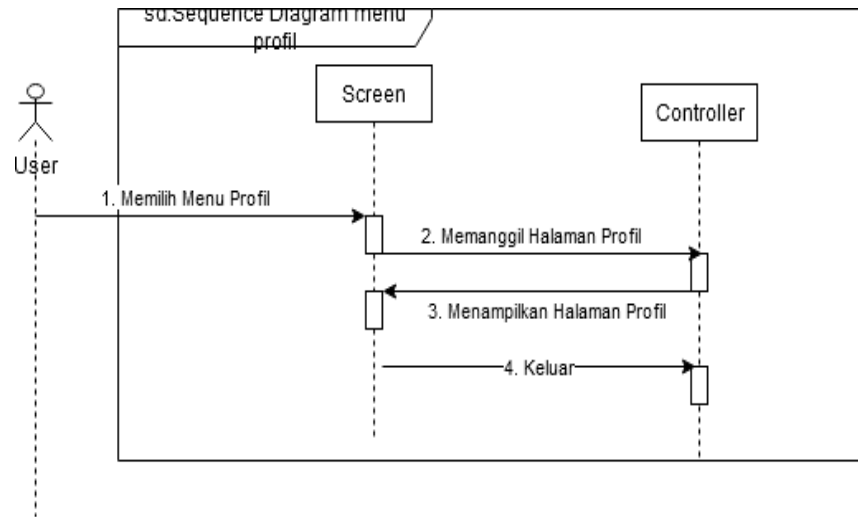 sd.Sequence Diagram menu
profil
Screen
Controller
User
1. Memilih Menu Profil
2. Memanggil Halaman Profil
3. Menampilkan Halaman Profil
4. Keluar